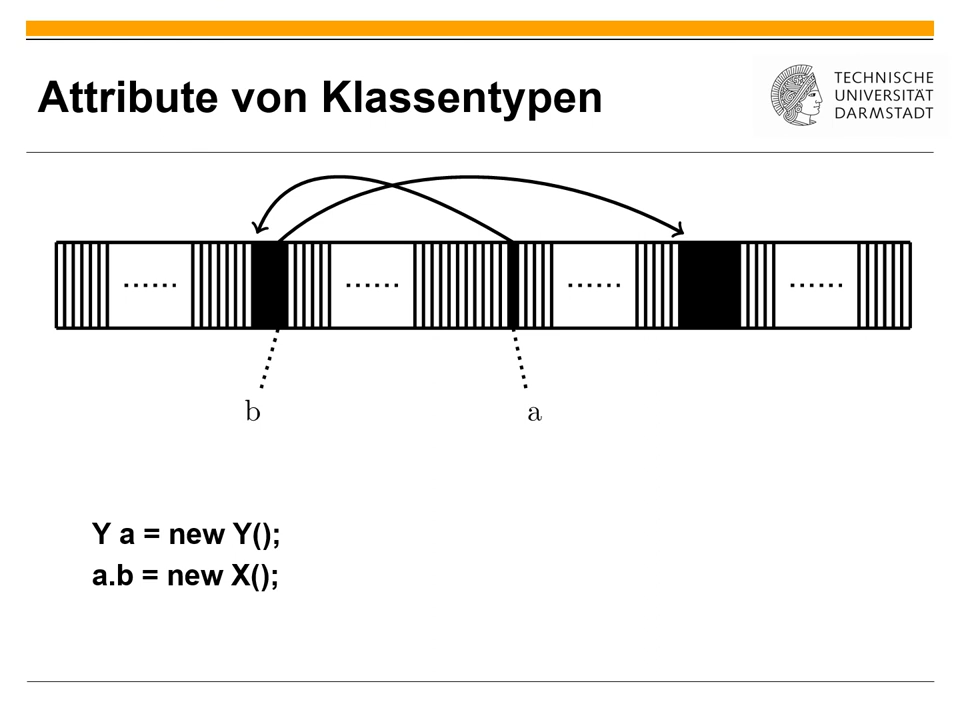 Attribute von Klassentypen
TECHNISCHE
UNIVERSITÄT
DARMSTADT
...... ...... ...... ......
b a
Y a = new Y();
a.b = new X();